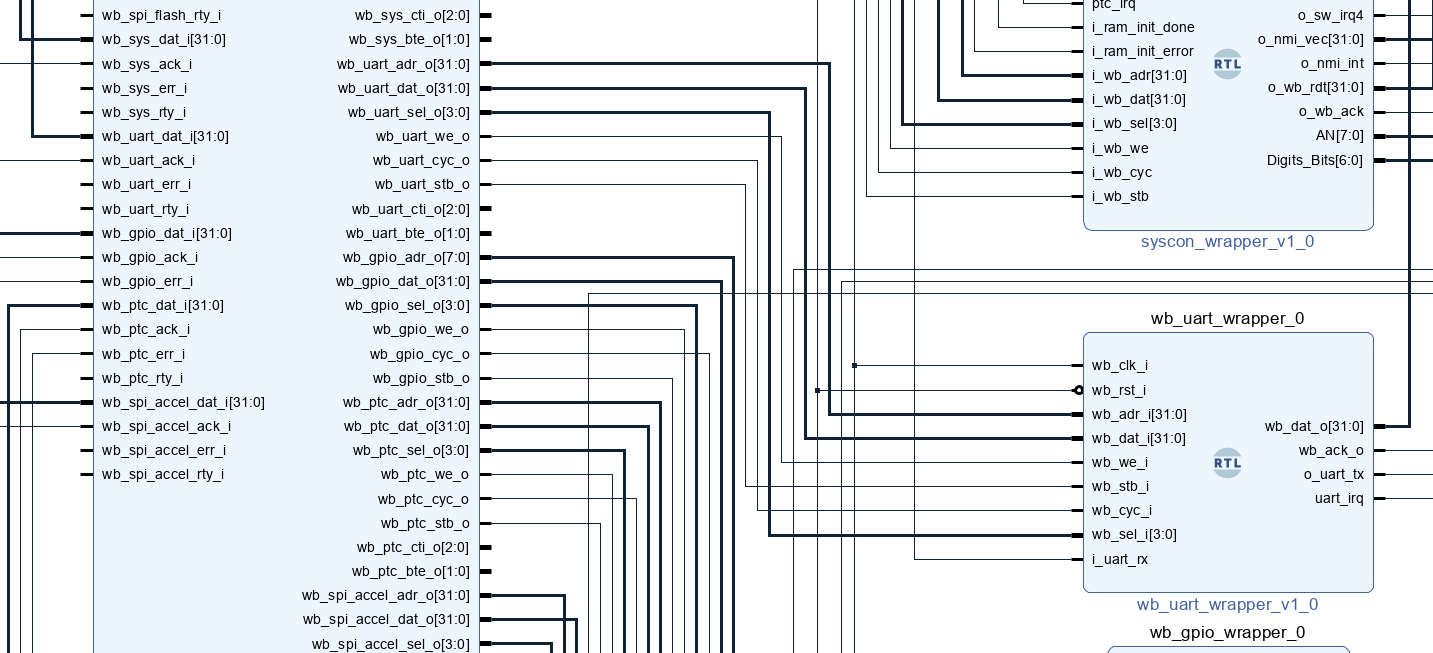 wb_spi_flash_rty_i
wb_sys_dat_i[31:0]
wb_sys_ack_i
wb_sys_err_i
wb_sys_rty_i
wb_uart_dat_i[31:0]
wb_uart_ack_i
wb_uart_err_i
wb_uart_rty_i
wb_gpio_dat_i[31:0]
wb_gpio_ack_i
wb_gpio_err_i
wb_ptc_dat_i[31:0]
wb_ptc_ack_i
wb_ptc_err_i
wb_ptc_rty_i
wb_spi_accel_dat_i[31:0]
wb_spi_accel_ack_i
wb_spi_accel_err_i
wb_spi_accel_rty_i
wb_sys_cti_o[2:0]
wb_sys_bte_o[1:0]
wb_uart_adr_o[31:0]
wb_uart_dat_o[31:0]
wb_uart_sel_o[3:0]
wb_uart_we_o
wb_uart_cyc_o
wb_uart_stb_o
wb_uart_cti_o[2:0]
wb_uart_bte_o[1:0]
wb_gpio_adr_o[7:0]
wb_gpio_dat_o[31:0]
wb_gpio_sel_o[3:0]
wb_gpio_we_o
wb_gpio_cyc_o
wb_gpio_stb_o
wb_ptc_adr_o[31:0]
wb_ptc_dat_o[31:0]
wb_ptc_sel_o[3:0]
wb_ptc_we_o
wb_ptc_cyc_o
wb_ptc_stb_o
wb_ptc_cti_o[2:0]
wb_ptc_bte_o[1:0]
wb_spi_accel_adr_o[31:0]
wb_spi_accel_dat_o[31:0]
wb_spi_accel_sel_o[3:0]
ptc_irq
i_ram_init_done
i_ram_init_error
i_wb_adr[31:0]
i_wb_dat[31:0]
i_wb_sel[3:0]
i_wb_we
i_wb_cyc
i_wb_stb
RTL
o_sw_irq4
o_nmi_vec[31:0]
o_nmi_int
o_wb_rdt[31:0]
o_wb_ack
AN[7:0]
Digits_Bits[6:0]
syscon_wrapper_v1_0
wb_uart_wrapper_0
wb_clk_i
wb_rst_i
wb_adr_i[31:0]
wb_dat_i[31:0]
wb_we_i
wb_stb_i
wb_cyc_i
wb_sel_i[3:0]
i_uart_rx
RTL
wb_dat_o[31:0]
wb_ack_o
o_uart_tx
uart_irq
wb_uart_wrapper_v1_0
wb_gpio_wrapper_0